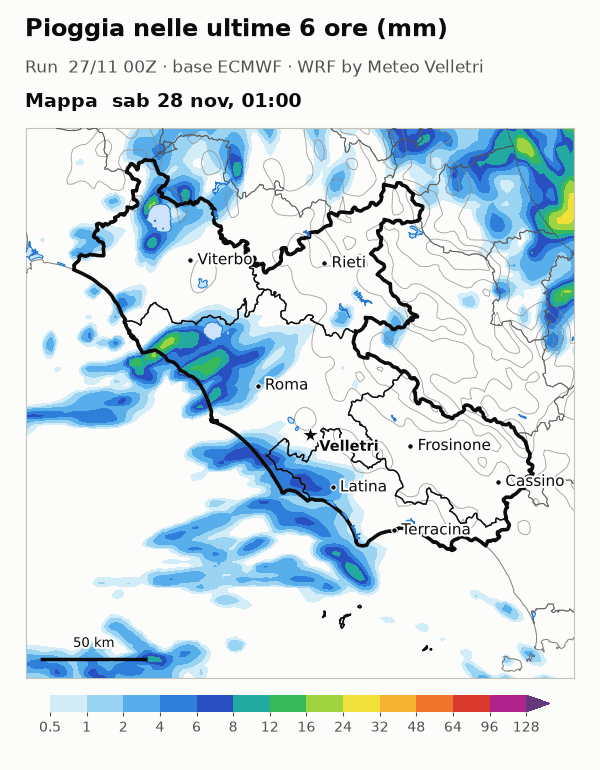 Pioggia nelle ultime 6 ore (mm)
Run 27/11 00Z · base ECMWF · WRF by Meteo Velletri
Mappa sab 28 nov, 01:00
Viterbo
Rieti
Roma
Velletri
Frosinone
Cassino
Latina
Terracina
50 km
0.5 1 2 4 6 8 12 16 24 32 48 64 96 128